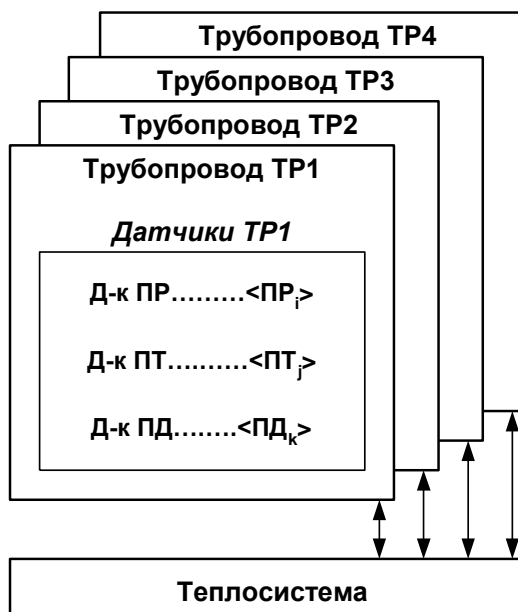 Трубопровод ТР4
Трубопровод ТР3
Трубопровод ТР2
Трубопровод ТР1
Датчики ТР1
Д-к ПР.........<ПРi>
Д-к ПТ..........<ПТj>
Д-к ПД........<ПДk>
Теплосистема